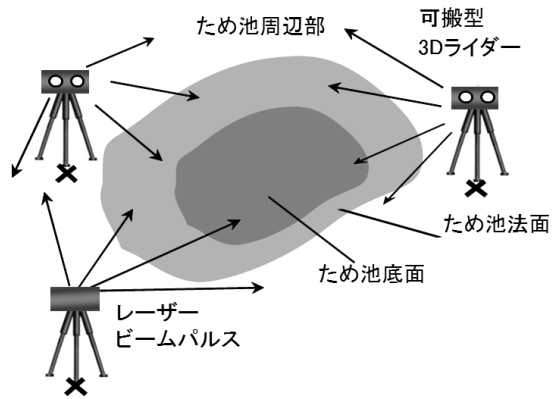 ため池周辺部
可搬型
3Dライダー
ため池法面
ため池底面
レーザー
ビームパルス